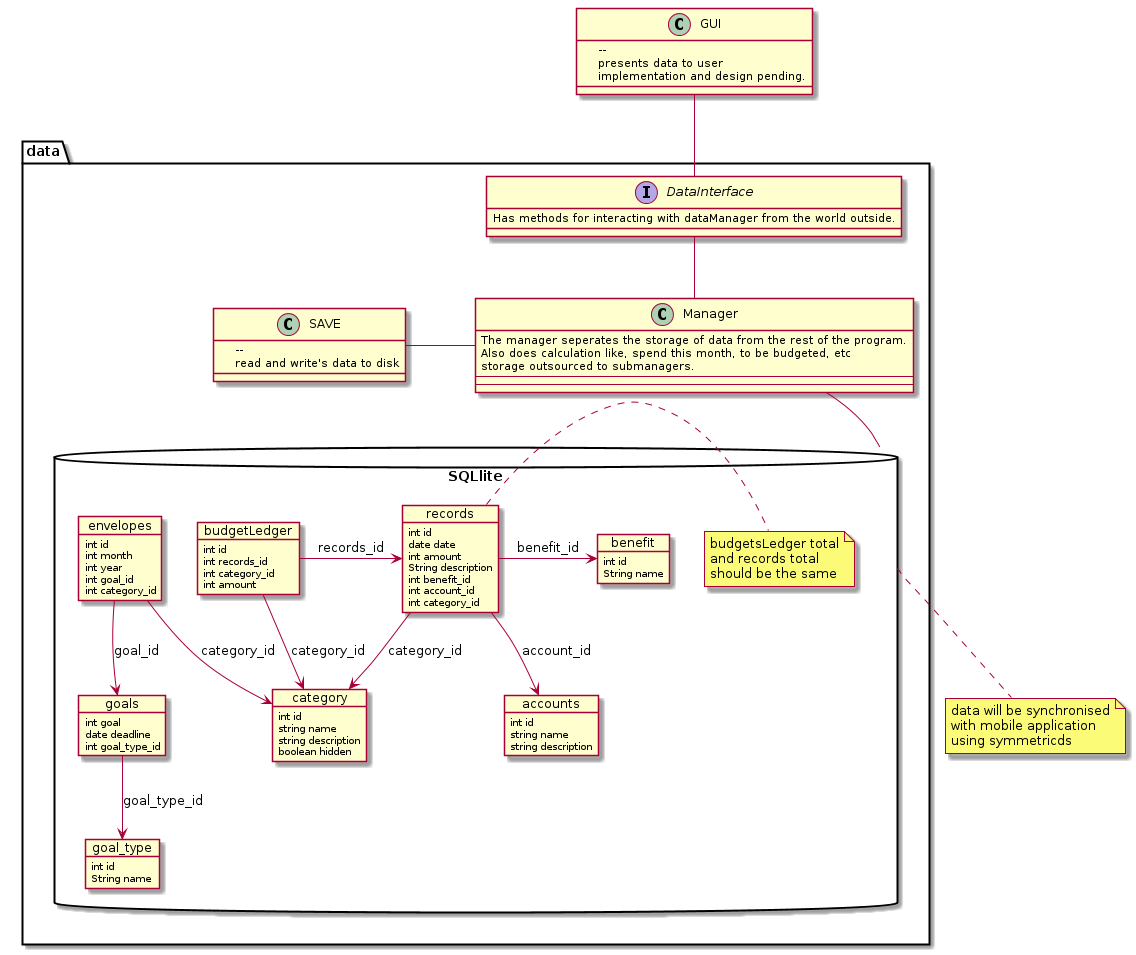 C GUI
--
presents data to user
implementation and design pending.
data
I DataInterface
Has methods for interacting with dataManager from the world outside.
C SAVE
--
read and write's data to disk
C Manager
The manager seperates the storage of data from the rest of the program.
Also does calculation like, spend this month, to be budgeted, etc
storage outsourced to submanagers.
SQLlite
envelopes
int id
int month
int year
int goal_id
int category_id
budgetLedger
int id
int records_id
int category_id
int amount
records_id
records
int id
date date
int amount
String description
int benefit_id
int account_id
int category_id
benefit_id
benefit
int id
String name
budgetsLedger total
and records total
should be the same
goal_id
category_id
category_id
category_id
account_id
goals
int goal
date deadline
int goal_type_id
category
int id
string name
string description
boolean hidden
accounts
int id
string name
string description
data will be synchronised
with mobile application
using symmetricds
goal_type_id
goal_type
int id
String name